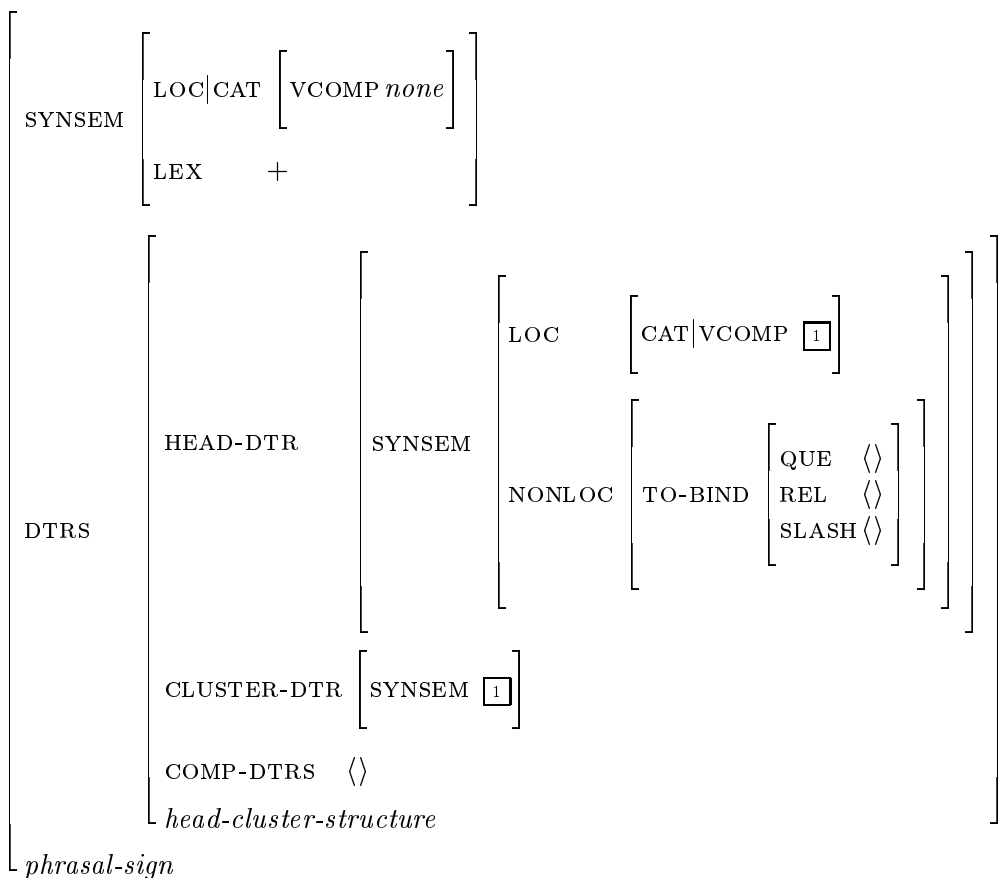 LOC|CAT [VCOMP none]
SYNSEM
LEX +
LOC [CAT|VCOMP 1]
HEAD-DTR SYNSEM
QUE ⟨⟩
NONLOC TO-BIND REL ⟨⟩
SLASH ⟨⟩
DTRS
CLUSTER-DTR [SYNSEM 1]
COMP-DTRS ⟨⟩
head-cluster-structure
phrasal-sign